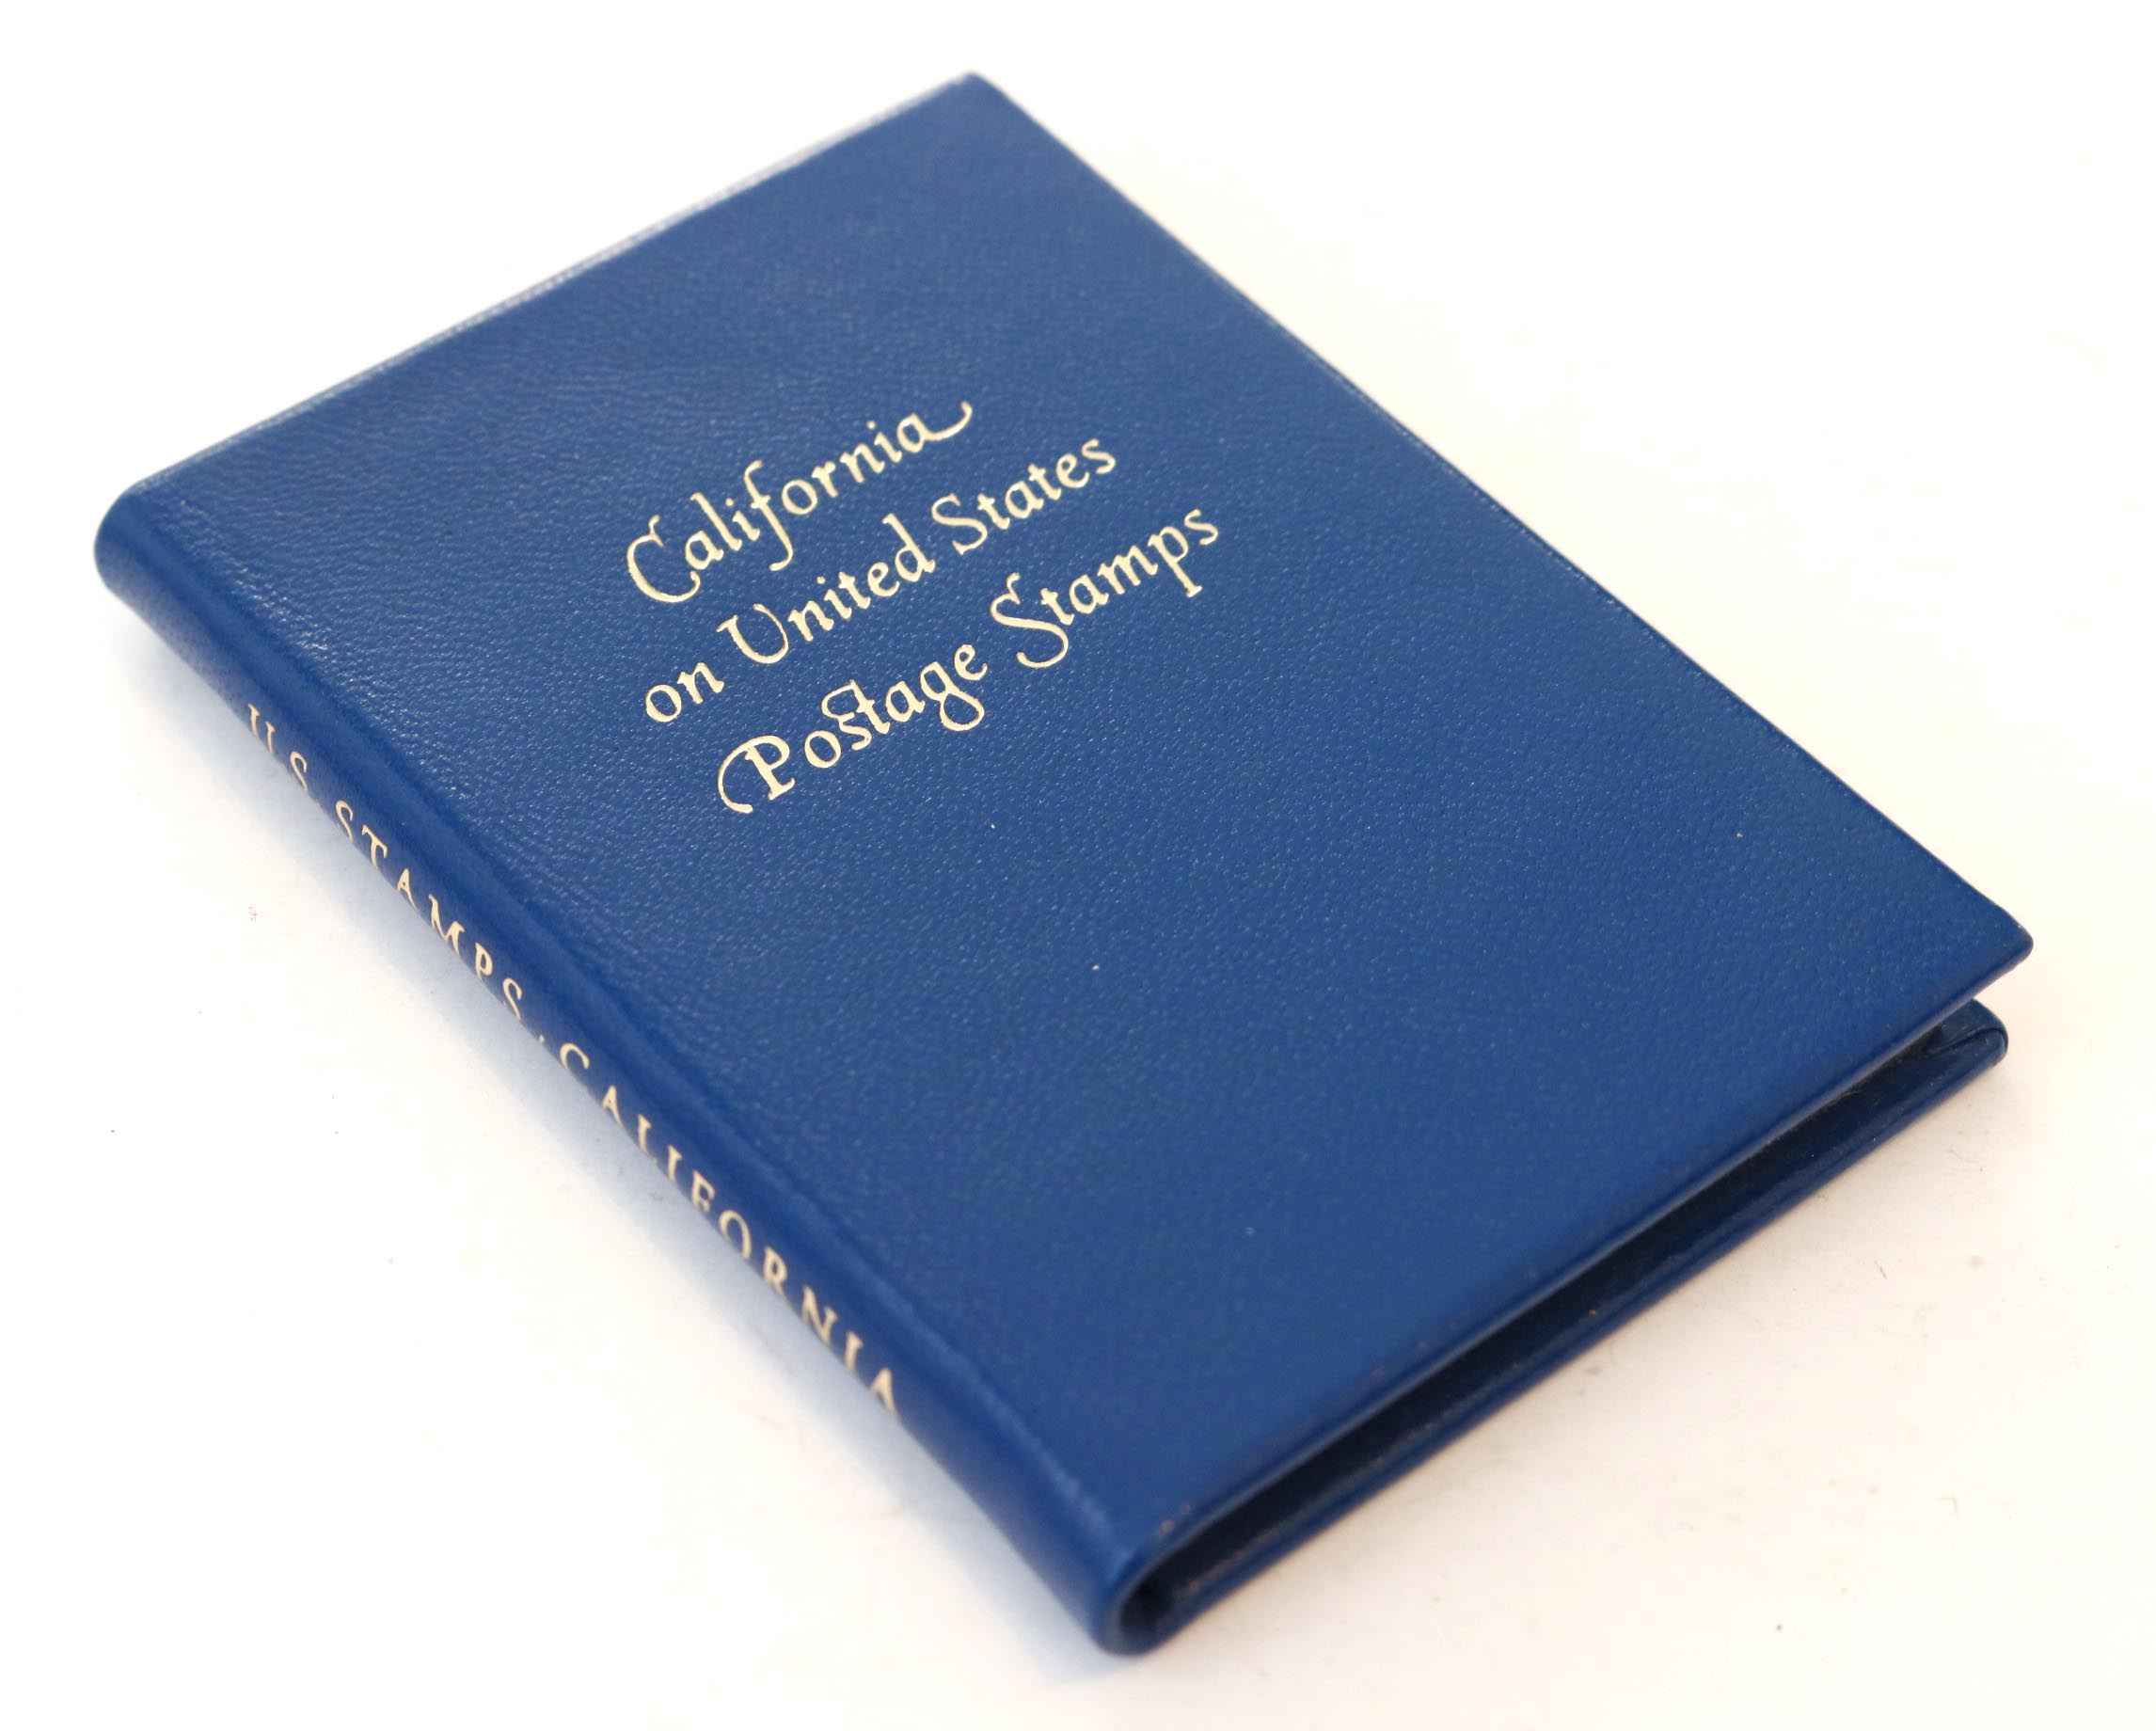 California
on United States
Postage Stamps
U.S. STAMPS · CALIFORNIA